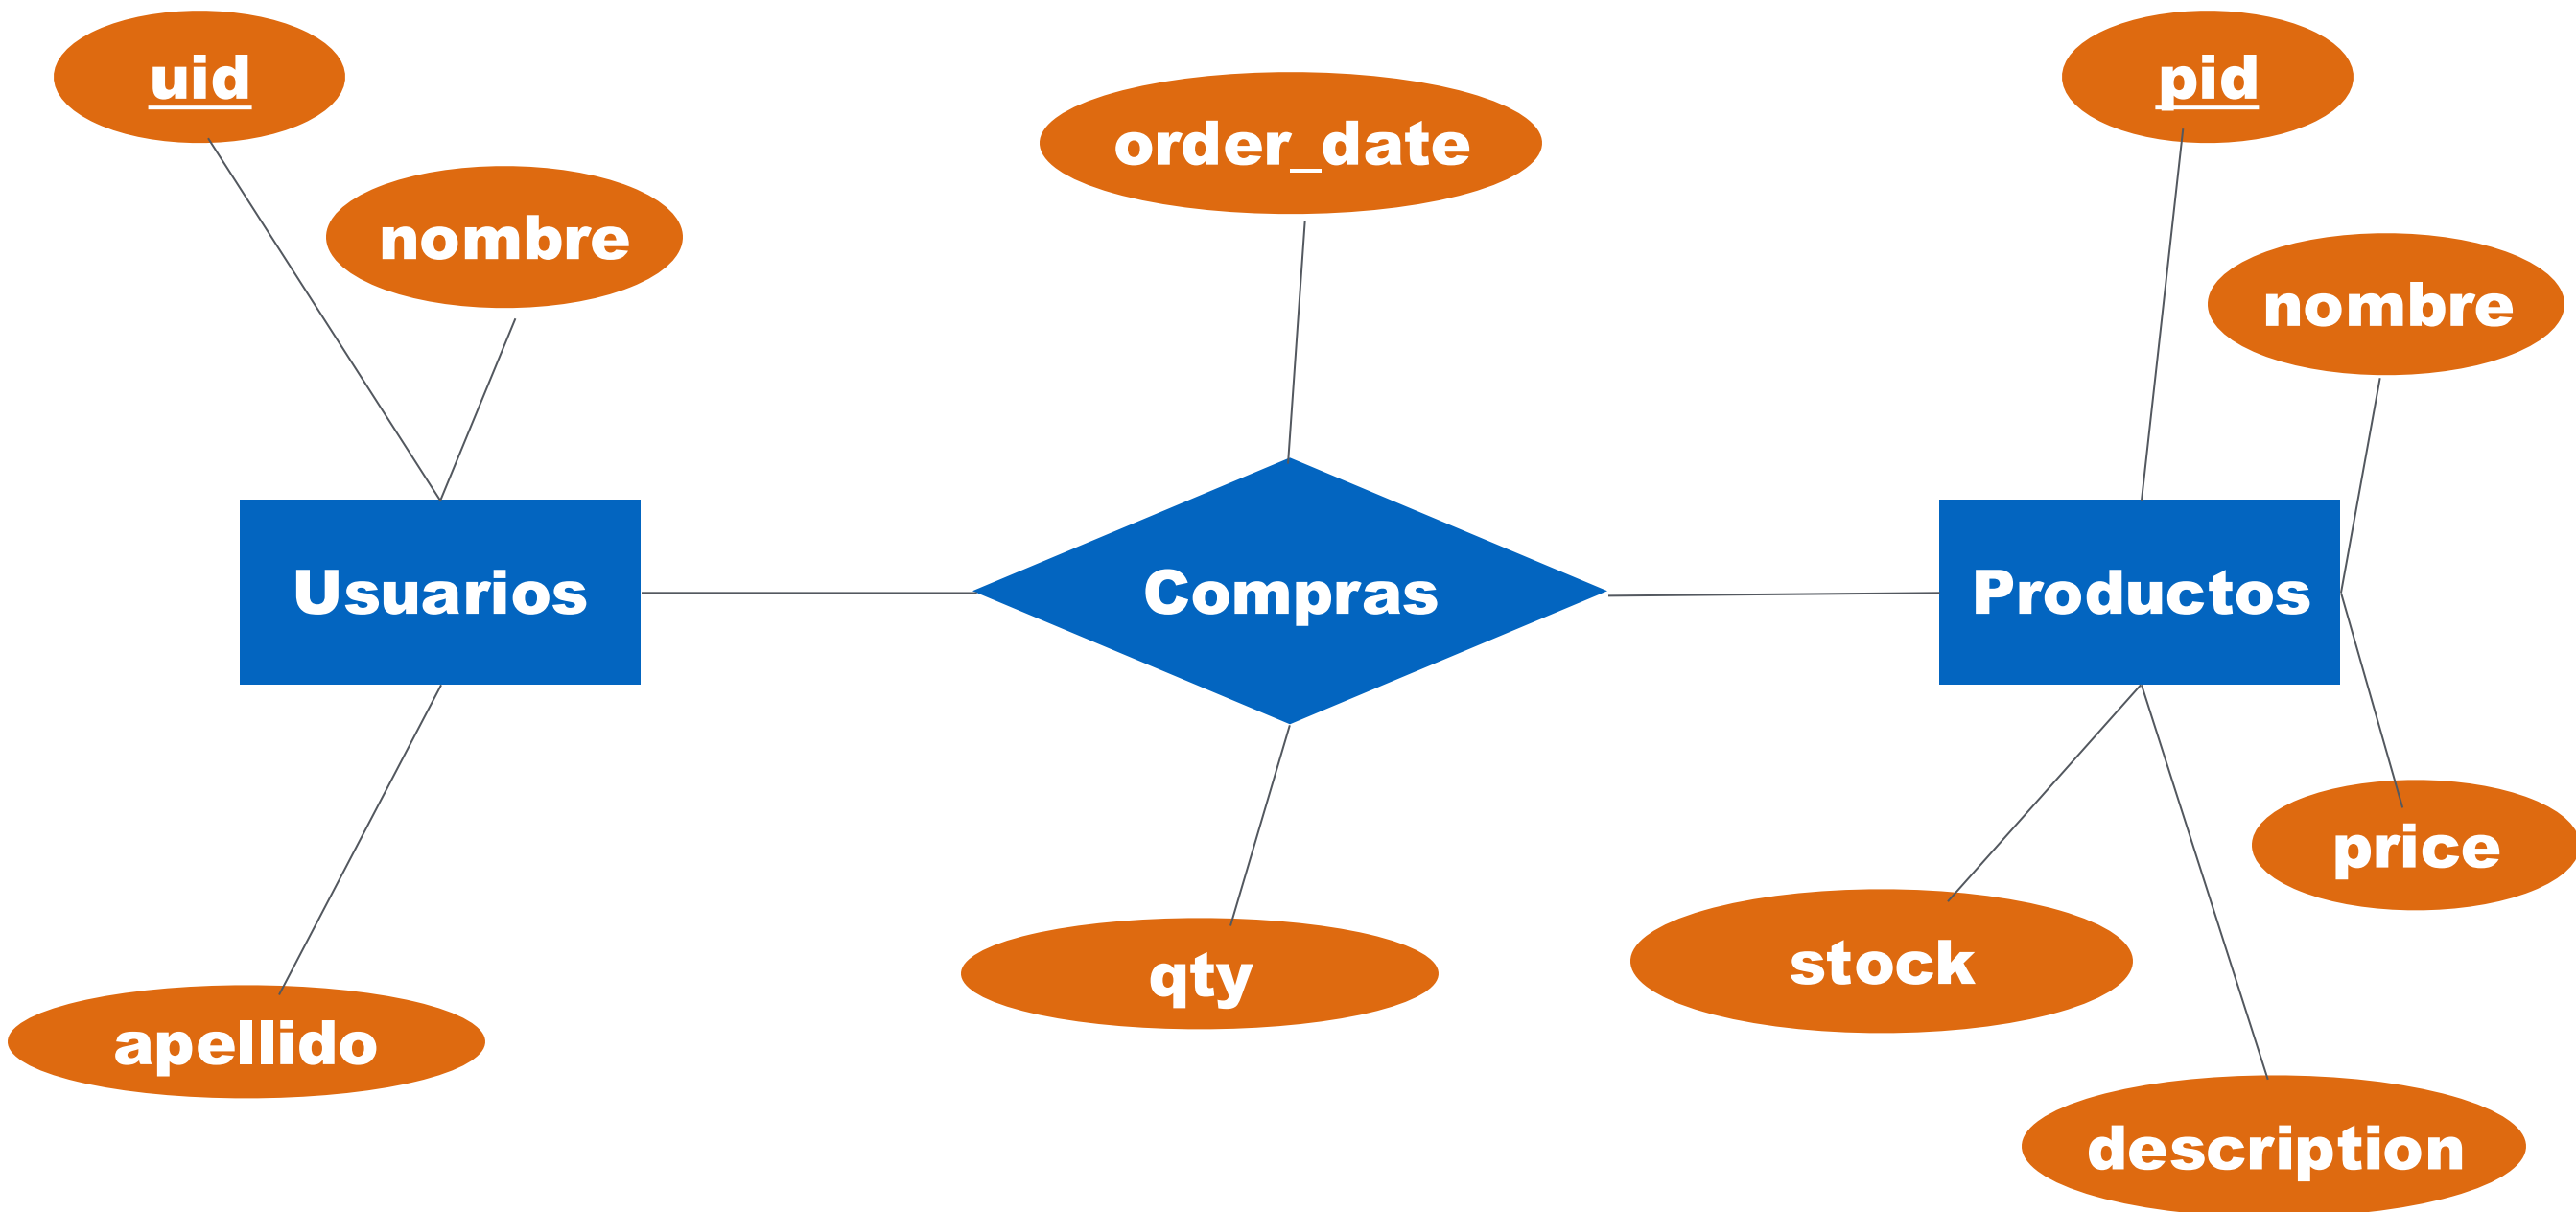 uid
pid
order_date
nombre
nombre
Usuarios
Compras
Productos
price
stock
qty
apellido
description